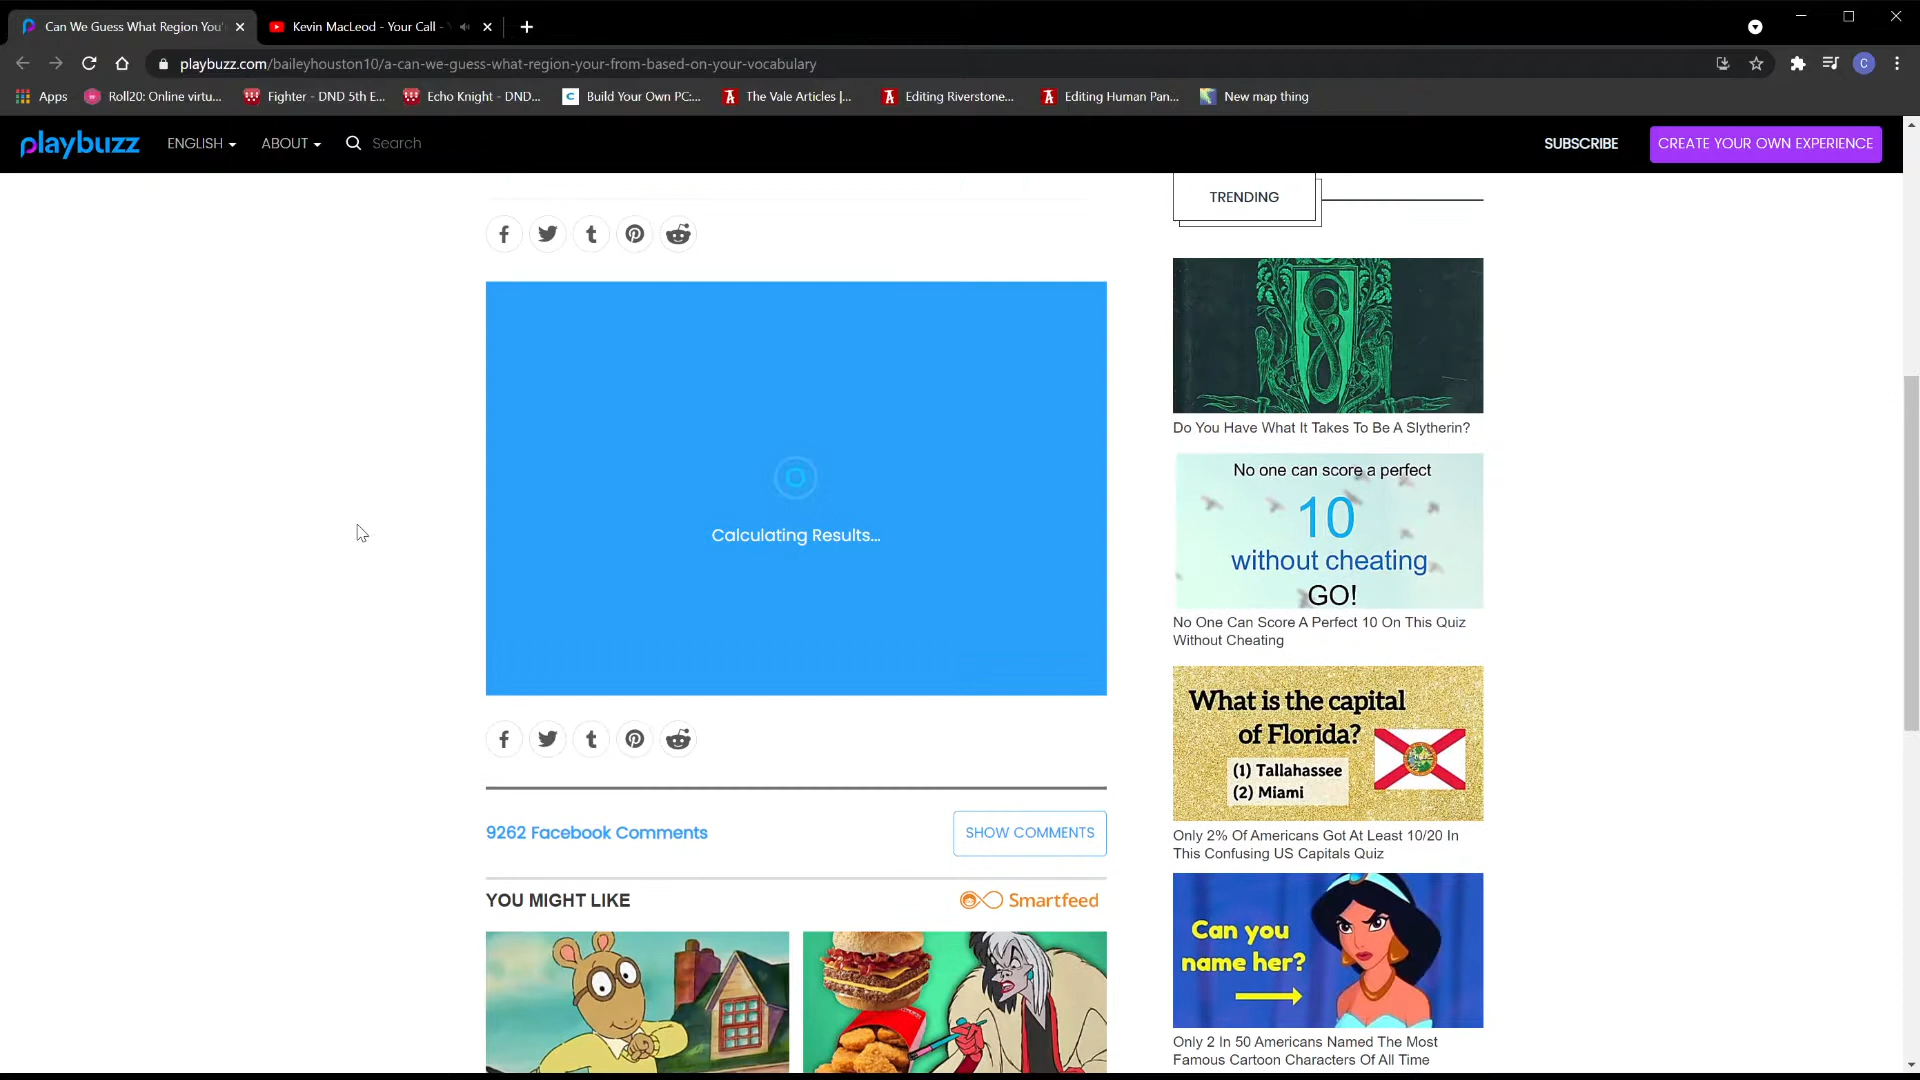 Can We Guess What Region You'
Kevin MacLeod - Your Call -
playbuzz.com/baileyhouston10/a-can-we-guess-what-region-your-from-based-on-your-vocabulary
C
Apps
Roll20: Online virtu...
Fighter - DND 5th E...
Echo Knight - DND...
Build Your Own PC:...
The Vale Articles |...
Editing Riverstone...
Editing Human Pan...
New map thing
playbuzz
ENGLISH
ABOUT
Search
SUBSCRIBE
CREATE YOUR OWN EXPERIENCE
TRENDING
Do You Have What It Takes To Be A Slytherin?
No one can score a perfect
10
without cheating
GO!
No One Can Score A Perfect 10 On This Quiz
Without Cheating
Calculating Results...
What is the capital
of Florida?
(1) Tallahassee
(2) Miami
Only 2% Of Americans Got At Least 10/20 In
This Confusing US Capitals Quiz
9262 Facebook Comments
SHOW COMMENTS
YOU MIGHT LIKE
Smartfeed
Can you
name her?
Only 2 In 50 Americans Named The Most
Famous Cartoon Characters Of All Time